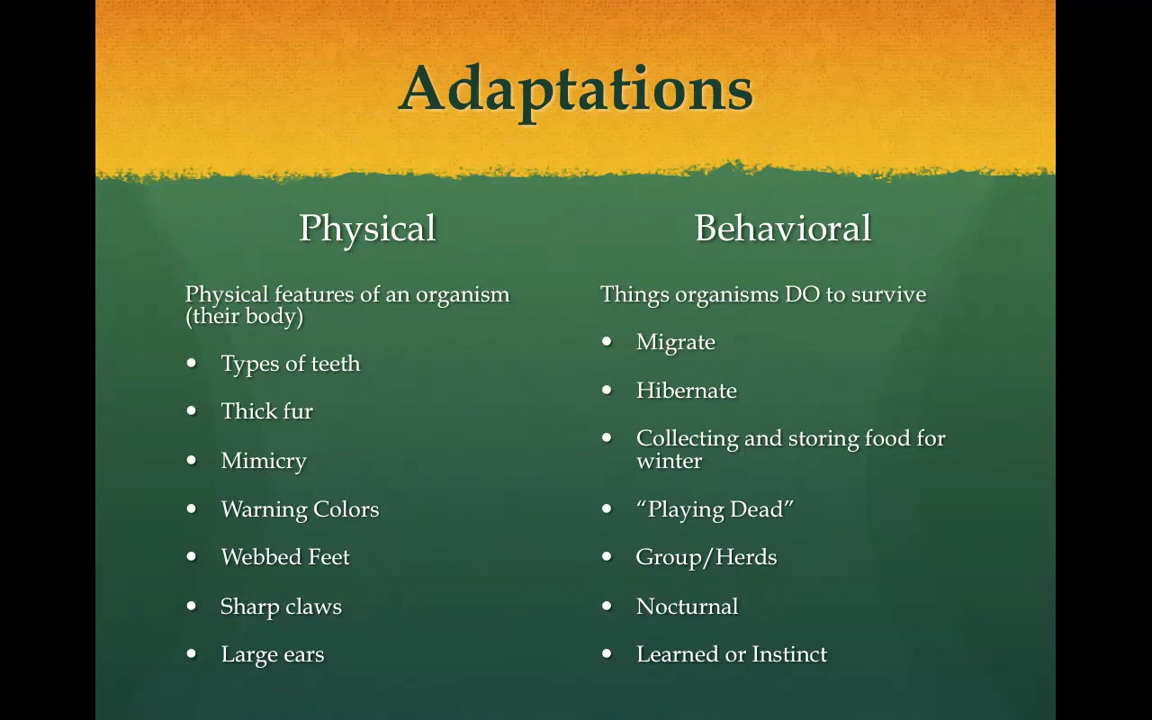 Adaptations
Physical
Physical features of an organism
(their body)
• Types of teeth
• Thick fur
• Mimicry
• Warning Colors
• Webbed Feet
• Sharp claws
• Large ears
Behavioral
Things organisms DO to survive
• Migrate
• Hibernate
• Collecting and storing food for
winter
• “Playing Dead”
• Group/Herds
• Nocturnal
• Learned or Instinct